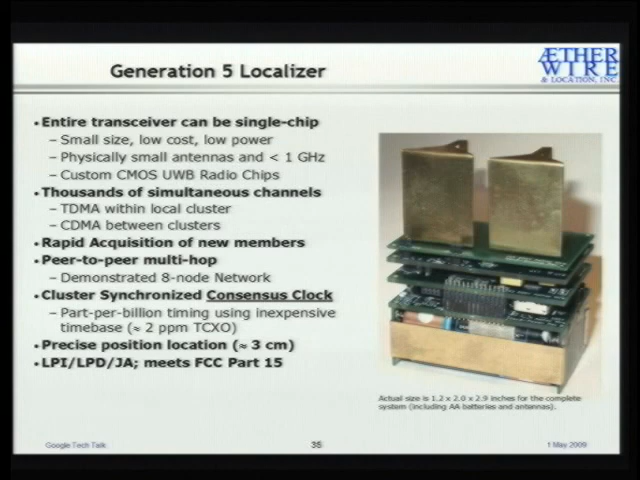 Generation 5 Localizer
ÆTHER
WIRE
& LOCATION, INC.
• Entire transceiver can be single-chip
– Small size, low cost, low power
– Physically small antennas and < 1 GHz
– Custom CMOS UWB Radio Chips
• Thousands of simultaneous channels
– TDMA within local cluster
– CDMA between clusters
• Rapid Acquisition of new members
• Peer-to-peer multi-hop
– Demonstrated 8-node Network
• Cluster Synchronized Consensus Clock
– Part-per-billion timing using inexpensive
timebase (≈ 2 ppm TCXO)
• Precise position location (≈ 3 cm)
• LPI/LPD/JA; meets FCC Part 15
Actual size is 1.2 x 2.0 x 2.9 inches for the complete
system (including AA batteries and antennas).
Google Tech Talk
35
1 May 2009